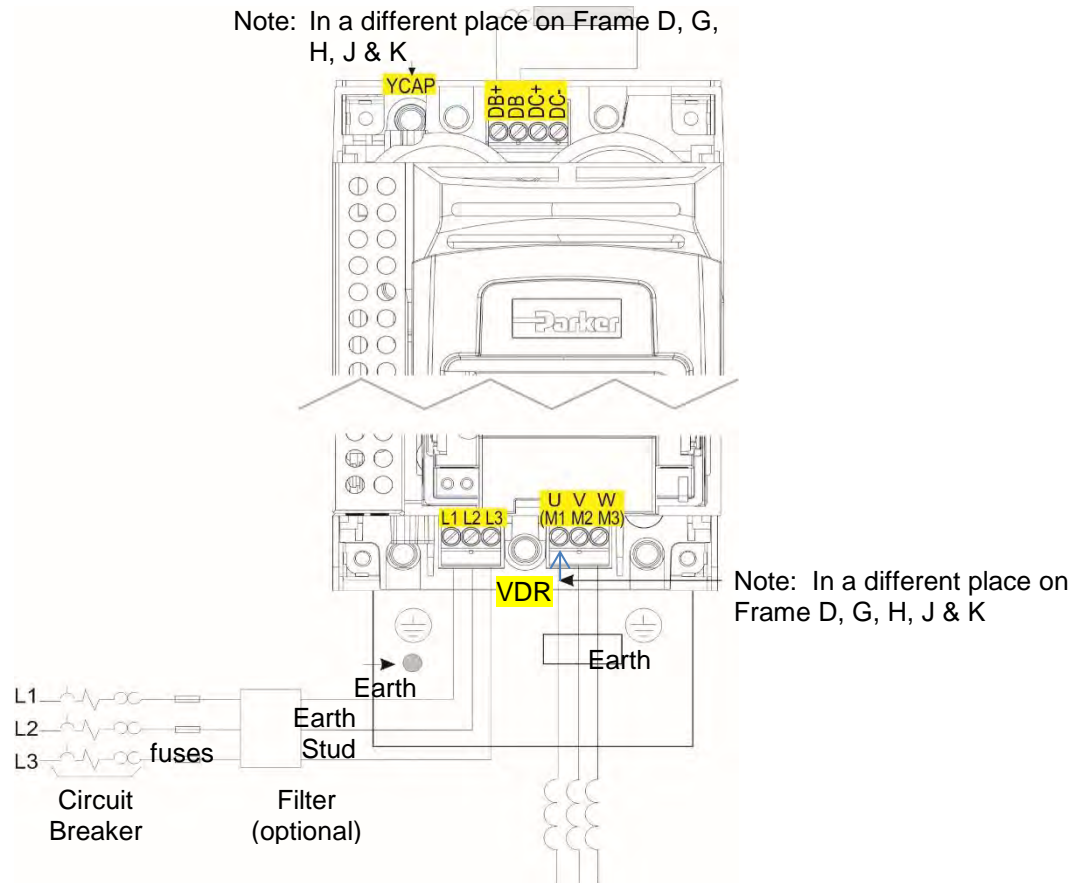 Note: In a different place on Frame D, G,
H, J & K
YCAP
DB+
DB
DC+
DC-
Parker
U V W
L1 L2 L3
(M1 M2 M3)
VDR
Note: In a different place on
Frame D, G, H, J & K
Earth
Earth
L1
Earth
L2
fuses
Stud
L3
Circuit
Breaker
Filter
(optional)